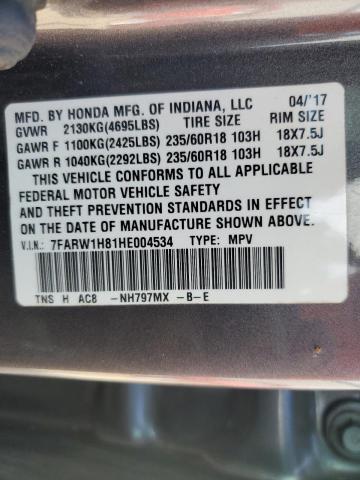 MFD. BY HONDA MFG. OF INDIANA, LLC 04/'17
GVWR 2130KG(4695LBS) TIRE SIZE RIM SIZE
GAWR F 1100KG(2425LBS) 235/60R18 103H 18X7.5J
GAWR R 1040KG(2292LBS) 235/60R18 103H 18X7.5J
THIS VEHICLE CONFORMS TO ALL APPLICABLE
FEDERAL MOTOR VEHICLE SAFETY
AND THEFT PREVENTION STANDARDS IN EFFECT
ON THE DATE OF MANUFACTURE SHOWN ABOVE.
V.I.N: 7FARW1H81HE004534 TYPE: MPV
TNS H AC8 -NH797MX -B-E